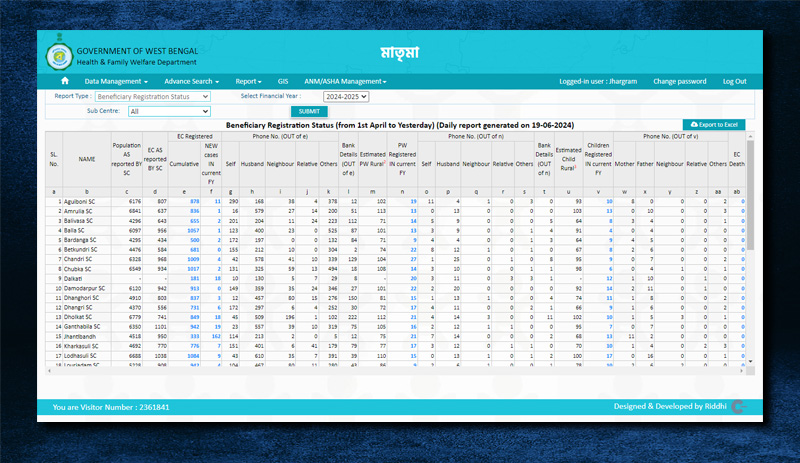 GOVERNMENT OF WEST BENGAL
Health & Family Welfare Department
মাতৃমা
Data Management Advance Search Report GIS ANM/ASHA Management Logged-in user : Jhargram Change password Log Out
Report Type : Beneficiary Registration Status Select Financial Year : 2024-2025
Sub Centre: All SUBMIT
Beneficiary Registration Status (from 1st April to Yesterday) (Daily report generated on 19-06-2024) Export to Excel
SL. No. NAME Population AS reported BY SC EC AS reported BY SC EC Registered Phone No. (OUT of e) Bank Details (OUT of e) Estimated PW Rural PW Registered IN current FY Phone No. (OUT of n) Bank Details (OUT of n) Estimated Child Rural Children Registered IN current FY Phone No. (OUT of v) EC Death
Cumulative NEW cases IN current FY Self Husband Neighbour Relative Others Self Husband Neighbour Relative Others Mother Father Neighbour Relative Others
a b c d e f g h i j k l m n o p q r s t u v w x y z aa ab
1 Aguiboni SC 6176 807 878 11 290 168 38 4 378 12 102 19 11 4 0 3 0 93 10 8 0 0 0 2 0
2 Amrulia SC 6841 637 836 1 16 579 27 14 200 51 113 13 0 13 0 0 0 3 103 13 0 10 0 0 3 0
3 Balivasa SC 4296 643 655 2 201 204 11 24 223 112 71 14 5 9 0 0 0 5 64 8 3 4 0 0 1 0
4 Balla SC 6097 956 1057 1 123 400 23 0 525 87 101 13 3 9 0 0 1 4 91 4 0 4 0 0 0 0
5 Bardanga SC 4295 434 500 2 172 197 0 0 132 84 71 9 4 4 0 0 1 3 64 9 4 5 0 0 0 0
6 Betkundri SC 4476 584 681 0 155 212 10 0 304 2 74 22 8 12 1 0 1 0 67 8 2 6 0 0 0
7 Chandri SC 6328 968 1009 4 42 578 41 10 339 129 104 27 1 25 0 1 0 8 95 9 0 7 0 0 2 0
8 Chubka SC 6549 934 1017 2 131 325 59 13 494 18 108 14 3 10 0 0 1 1 98 6 0 4 1 0 1 0
9 Dalkati - - 181 18 10 130 5 7 29 8 - 20 3 11 0 3 3 1 - 12 1 10 0 0 1 0
10 Damodarpur SC 6120 942 913 0 149 359 35 24 346 27 101 22 2 20 0 0 0 0 92 14 2 11 0 0 1 0
11 Dhanghori SC 4910 803 837 3 12 457 80 15 276 150 81 15 1 13 1 0 0 4 74 11 1 8 0 0 2 0
12 Dhangri SC 4370 556 731 6 172 297 6 4 252 30 72 17 4 11 0 0 2 1 66 9 1 6 0 0 2 0
13 Dholkat SC 6779 741 849 18 45 509 196 1 102 222 112 21 4 14 3 0 0 11 102 10 1 5 3 0 1 0
14 Ganthabila SC 6350 1101 942 19 23 557 39 10 319 75 105 16 2 12 1 1 0 0 95 7 0 7 0 0 0 0
15 Jhantibandh 4518 950 333 162 114 213 2 0 5 12 75 21 7 14 0 0 0 2 68 13 11 2 0 0 0 0
16 Kharkasuli SC 4692 770 776 7 151 401 6 41 179 79 77 17 3 12 0 1 1 0 70 10 1 4 0 2 3 0
17 Lodhasuli SC 6688 1038 1084 9 43 610 35 7 391 39 110 15 0 13 1 0 1 2 100 17 0 16 0 0 1 0
You are Visitor Number : 2361841 Designed & Developed by Riddhi